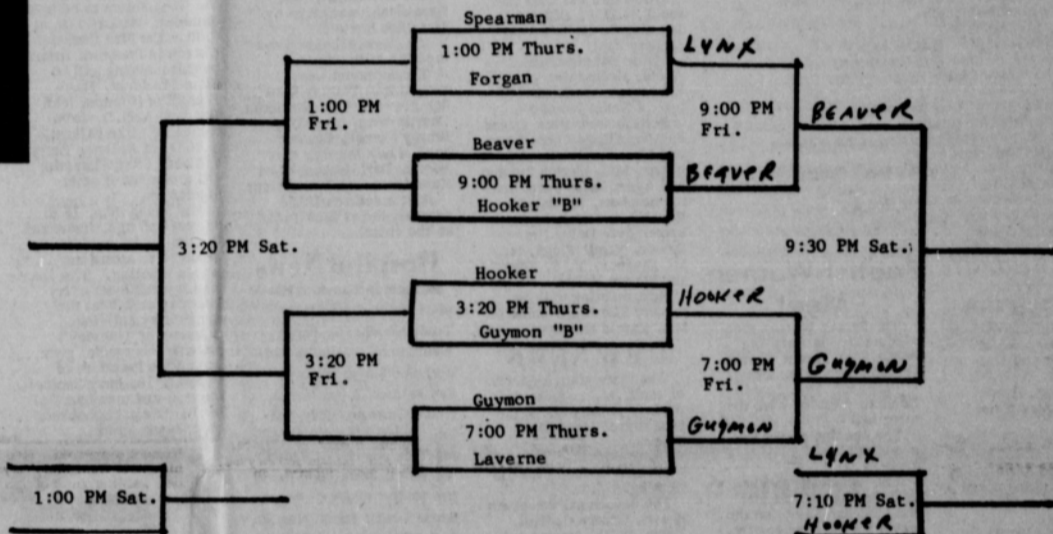 Spearman
1:00 PM Thurs.
Forgan
LYNX
1:00 PM
Fri.
9:00 PM
Fri.
BEAVER
Beaver
9:00 PM Thurs.
Hooker "B"
BEAVER
3:20 PM Sat.
9:30 PM Sat.
Hooker
3:20 PM Thurs.
Guymon "B"
HOOKER
3:20 PM
Fri.
7:00 PM
Fri.
GUYMON
Guymon
7:00 PM Thurs.
Laverne
GUYMON
1:00 PM Sat.
LYNX
7:10 PM Sat.
HOOKER